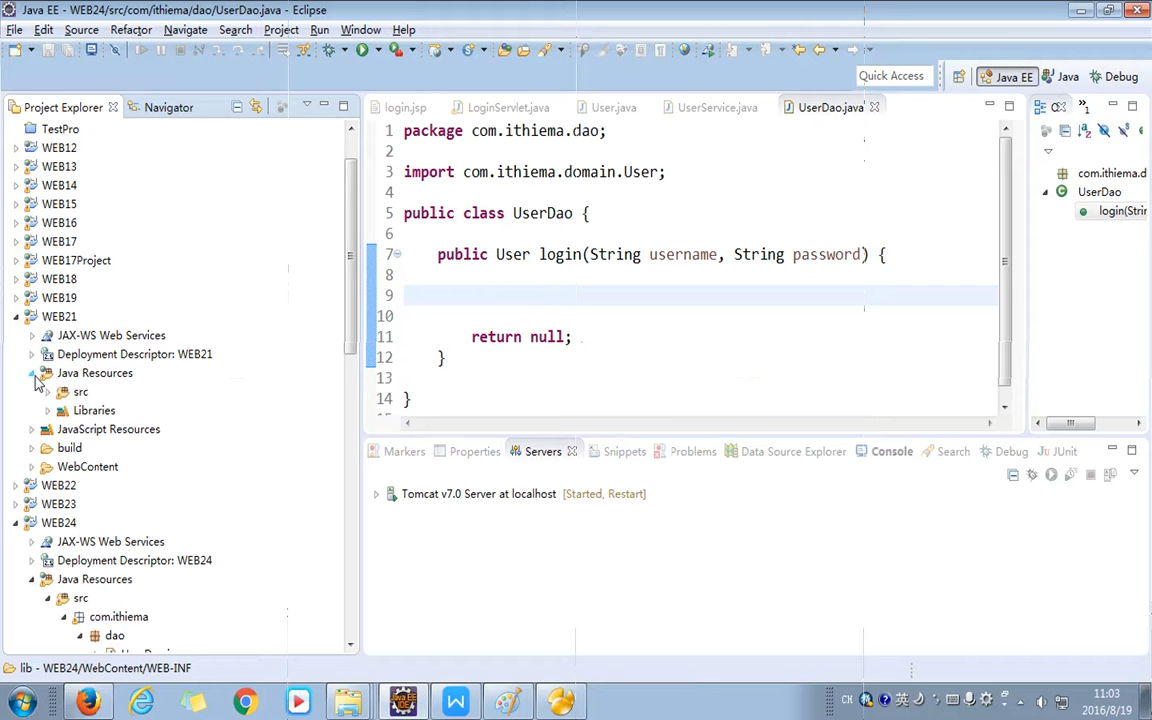 Java EE - WEB24/src/com/ithiema/dao/UserDao.java - Eclipse
File Edit Source Refactor Navigate Search Project Run Window Help
Quick Access Java EE Java Debug
Project Explorer Navigator
TestPro
WEB12
WEB13
WEB14
WEB15
WEB16
WEB17
WEB17Project
WEB18
WEB19
WEB21
JAX-WS Web Services
Deployment Descriptor: WEB21
Java Resources
src
Libraries
JavaScript Resources
build
WebContent
WEB22
WEB23
WEB24
JAX-WS Web Services
Deployment Descriptor: WEB24
Java Resources
src
com.ithiema
dao
login.jsp LoginServlet.java User.java UserService.java UserDao.java
1 package com.ithiema.dao;
2
3 import com.ithiema.domain.User;
4
5 public class UserDao {
6
7 public User login(String username, String password) {
8
9
10
11 return null;
12 }
13
14 }
com.ithiema.d
UserDao
login(Strir
Markers Properties Servers Snippets Problems Data Source Explorer Console Search Debug JUnit
Tomcat v7.0 Server at localhost [Started, Restart]
lib - WEB24/WebContent/WEB-INF
CH 英 11:03
2016/8/19